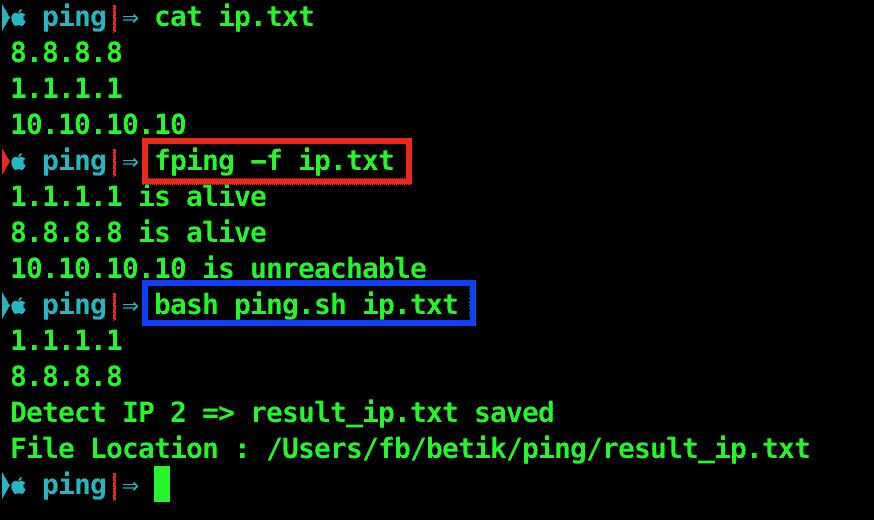 ping ⇒ cat ip.txt
8.8.8.8
1.1.1.1
10.10.10.10
ping ⇒ fping -f ip.txt
1.1.1.1 is alive
8.8.8.8 is alive
10.10.10.10 is unreachable
ping ⇒ bash ping.sh ip.txt
1.1.1.1
8.8.8.8
Detect IP 2 => result_ip.txt saved
File Location : /Users/fb/betik/ping/result_ip.txt
ping ⇒